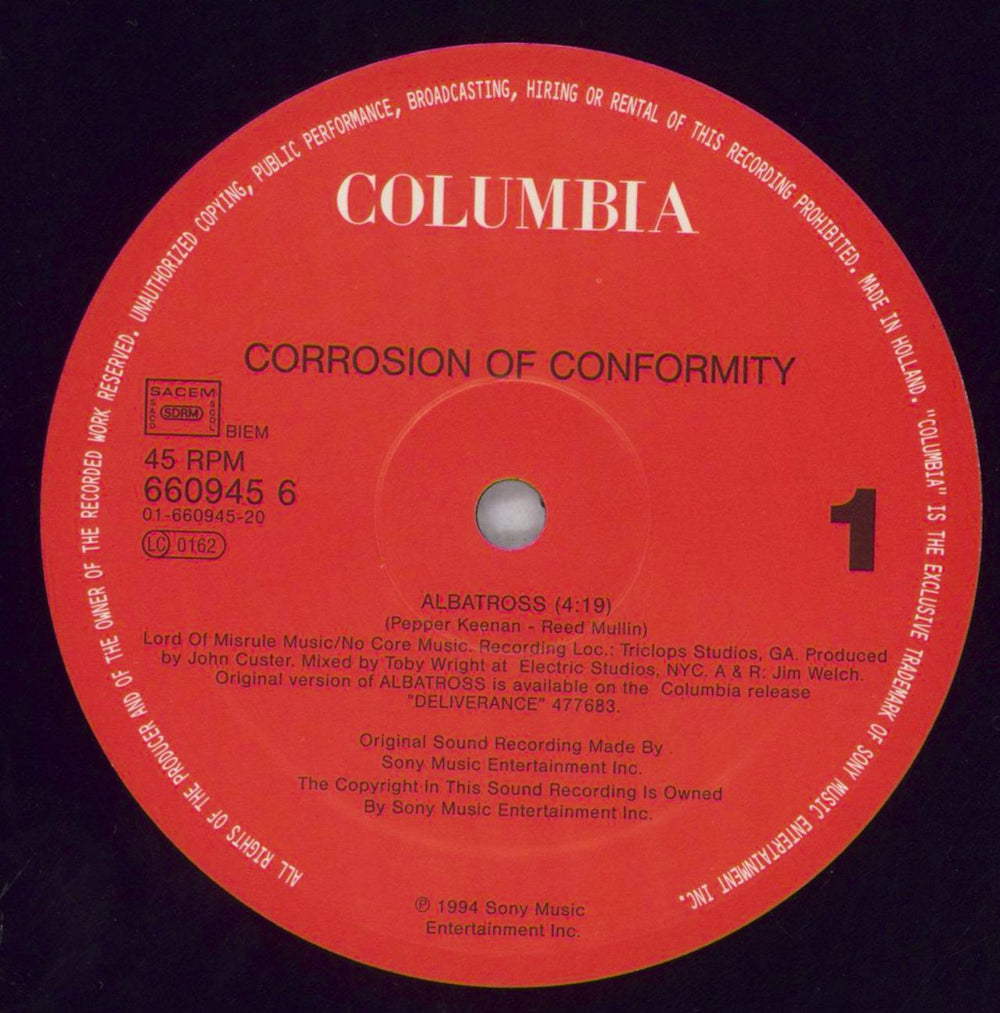 ALL RIGHTS OF THE PRODUCER AND OF THE OWNER OF THE RECORDED WORK RESERVED. UNAUTHORIZED COPYING, PUBLIC PERFORMANCE, BROADCASTING, HIRING OR RENTAL OF THIS RECORDING PROHIBITED. MADE IN HOLLAND. "COLUMBIA" IS THE EXCLUSIVE TRADEMARK OF SONY MUSIC ENTERTAINMENT INC.
COLUMBIA
CORROSION OF CONFORMITY
SACEM
SACD
SDRM
SGDL
BIEM
45 RPM
660945 6
01-660945-20
LC 0162
1
ALBATROSS (4:19)
(Pepper Keenan - Reed Mullin)
Lord Of Misrule Music/No Core Music. Recording Loc.: Triclops Studios, GA. Produced
by John Custer. Mixed by Toby Wright at Electric Studios, NYC. A & R: Jim Welch.
Original version of ALBATROSS is available on the Columbia release
"DELIVERANCE" 477683.
Original Sound Recording Made By
Sony Music Entertainment Inc.
The Copyright In This Sound Recording Is Owned
By Sony Music Entertainment Inc.
℗ 1994 Sony Music
Entertainment Inc.